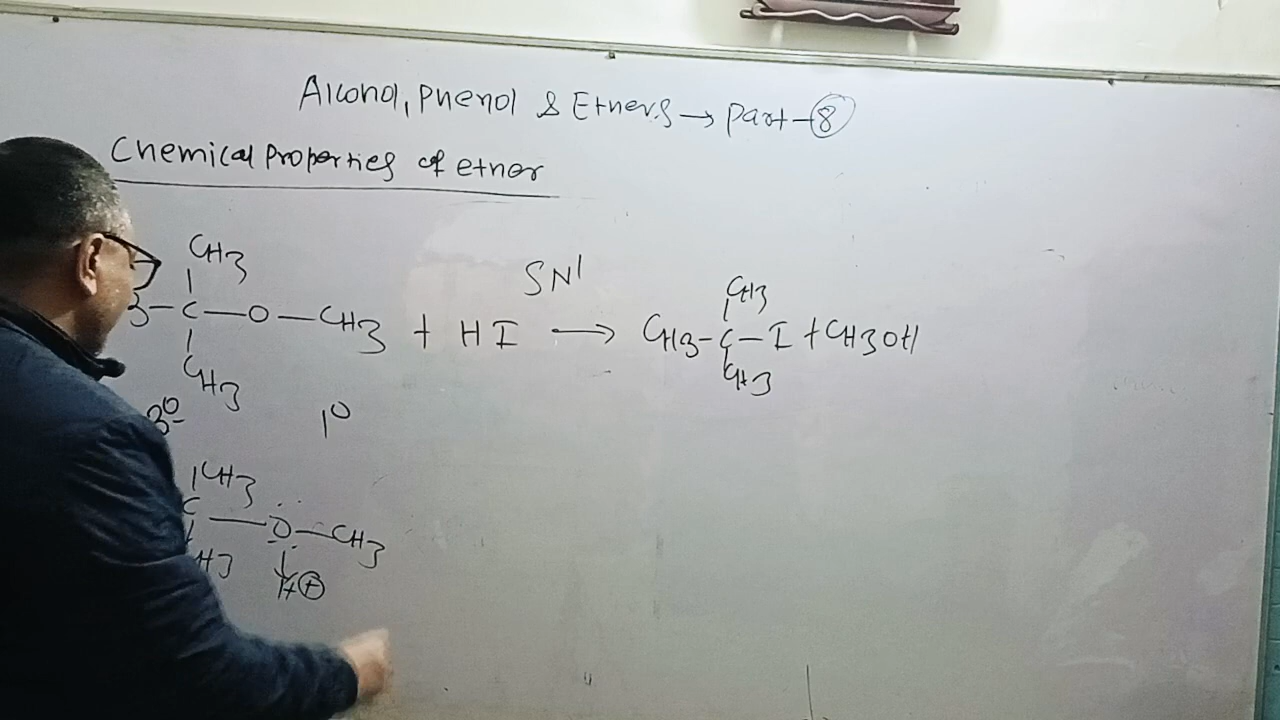 Alcohol, Phenol & Ethers → Part-⑧
Chemical Properties of ether
CH3
SN1
CH3
3-C-O-CH3 + HI → CH3-C-I + CH3OH
CH3
CH3
3° 1°
CH3
C-O-CH3
H3
H⊕